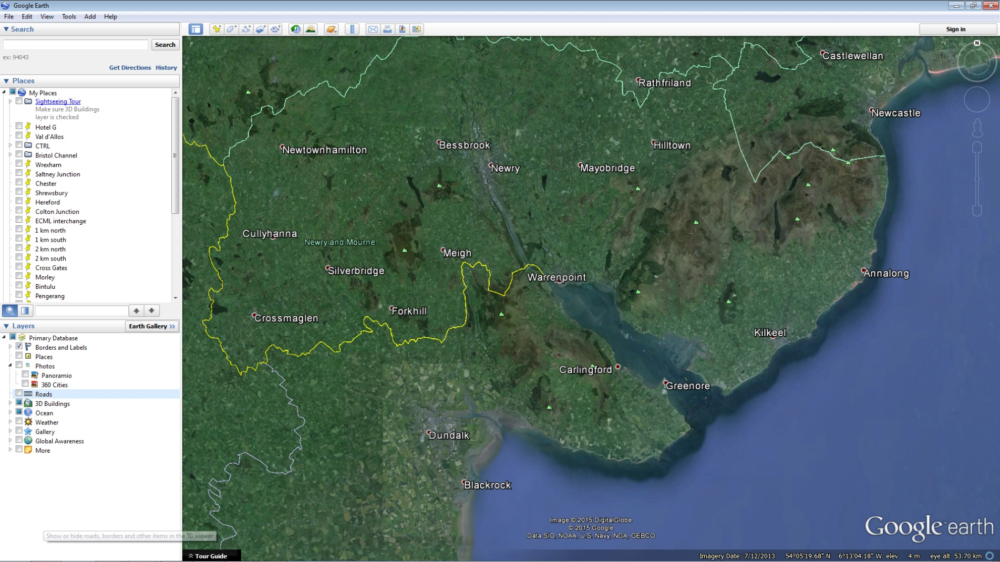 Google Earth
File Edit View Tools Add Help
Search
Search
ex: 94043
Get Directions History
Places
My Places
Sightseeing Tour
Make sure 3D Buildings
layer is checked
Hotel G
Val d'Allos
CTRL
Bristol Channel
Wrexham
Saltney Junction
Chester
Shrewsbury
Hereford
Colton Junction
ECML interchange
1 km north
1 km south
2 km north
2 km south
Cross Gates
Morley
Bintulu
Pengerang
Layers
Earth Gallery >>
Primary Database
Borders and Labels
Places
Photos
Panoramio
360 Cities
Roads
3D Buildings
Ocean
Weather
Gallery
Global Awareness
More
Show or hide roads, borders and other items in the 3D viewer
Sign in
N
Castlewellan
Rathfriland
Newcastle
Newtownhamilton
Bessbrook
Hilltown
Newry
Mayobridge
Cullyhanna
Newry and Mourne
Meigh
Silverbridge
Warrenpoint
Annalong
Forkhill
Crossmaglen
Kilkeel
Carlingford
Greenore
Dundalk
Blackrock
Image © 2015 DigitalGlobe
© 2015 Google
Data SIO, NOAA, U.S. Navy, NGA, GEBCO
Google earth
Tour Guide
Imagery Date: 7/12/2013 54°05'19.68" N 6°13'04.18" W elev 4 m eye alt 53.70 km